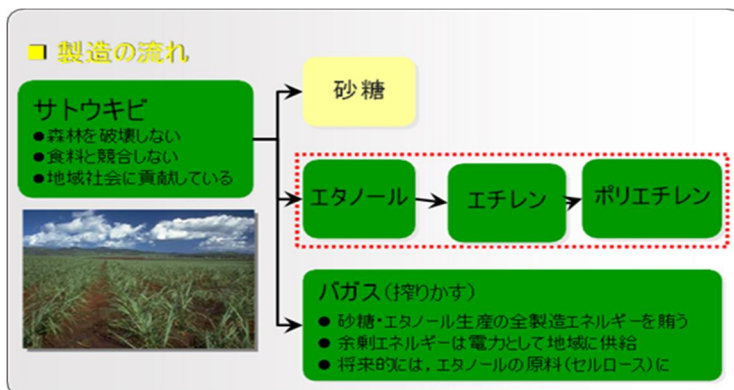 ■ 製造の流れ
サトウキビ
●森林を破壊しない
●食料と競合しない
●地域社会に貢献している
砂糖
エタノール
エチレン
ポリエチレン
バガス(搾りかす)
● 砂糖・エタノール生産の全製造エネルギーを賄う
● 余剰エネルギーは電力として地域に供給
● 将来的には，エタノールの原料(セルロース)に